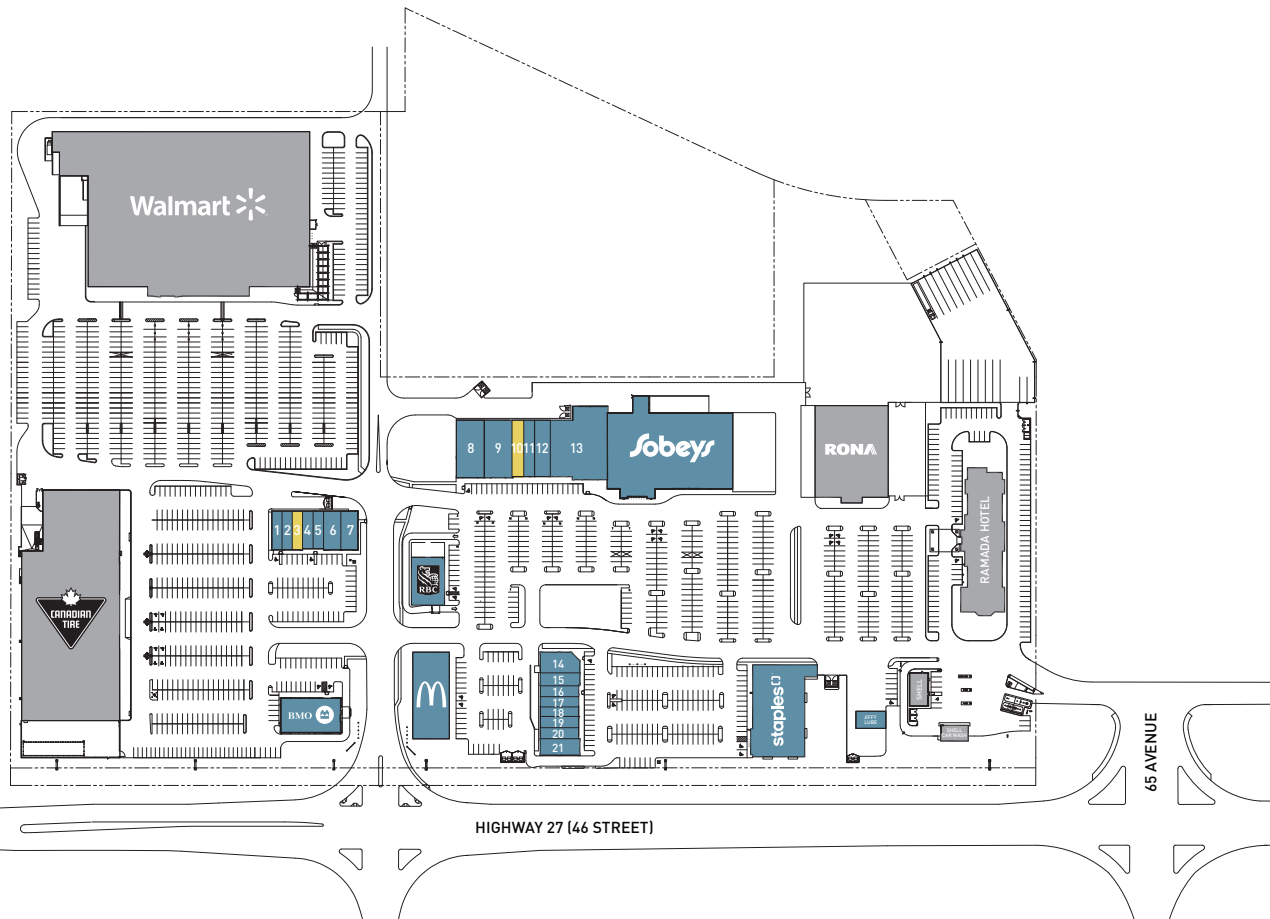 Walmart
8
9
10
11
12
13
Sobeys
RONA
RAMADA HOTEL
1
2
3
4
5
6
7
RBC
CANADIAN
TIRE
14
15
16
17
18
19
20
21
SHELL
SHELL
CAR WASH
JIFFY
LUBE
staples
BMO
65 AVENUE
HIGHWAY 27 (46 STREET)